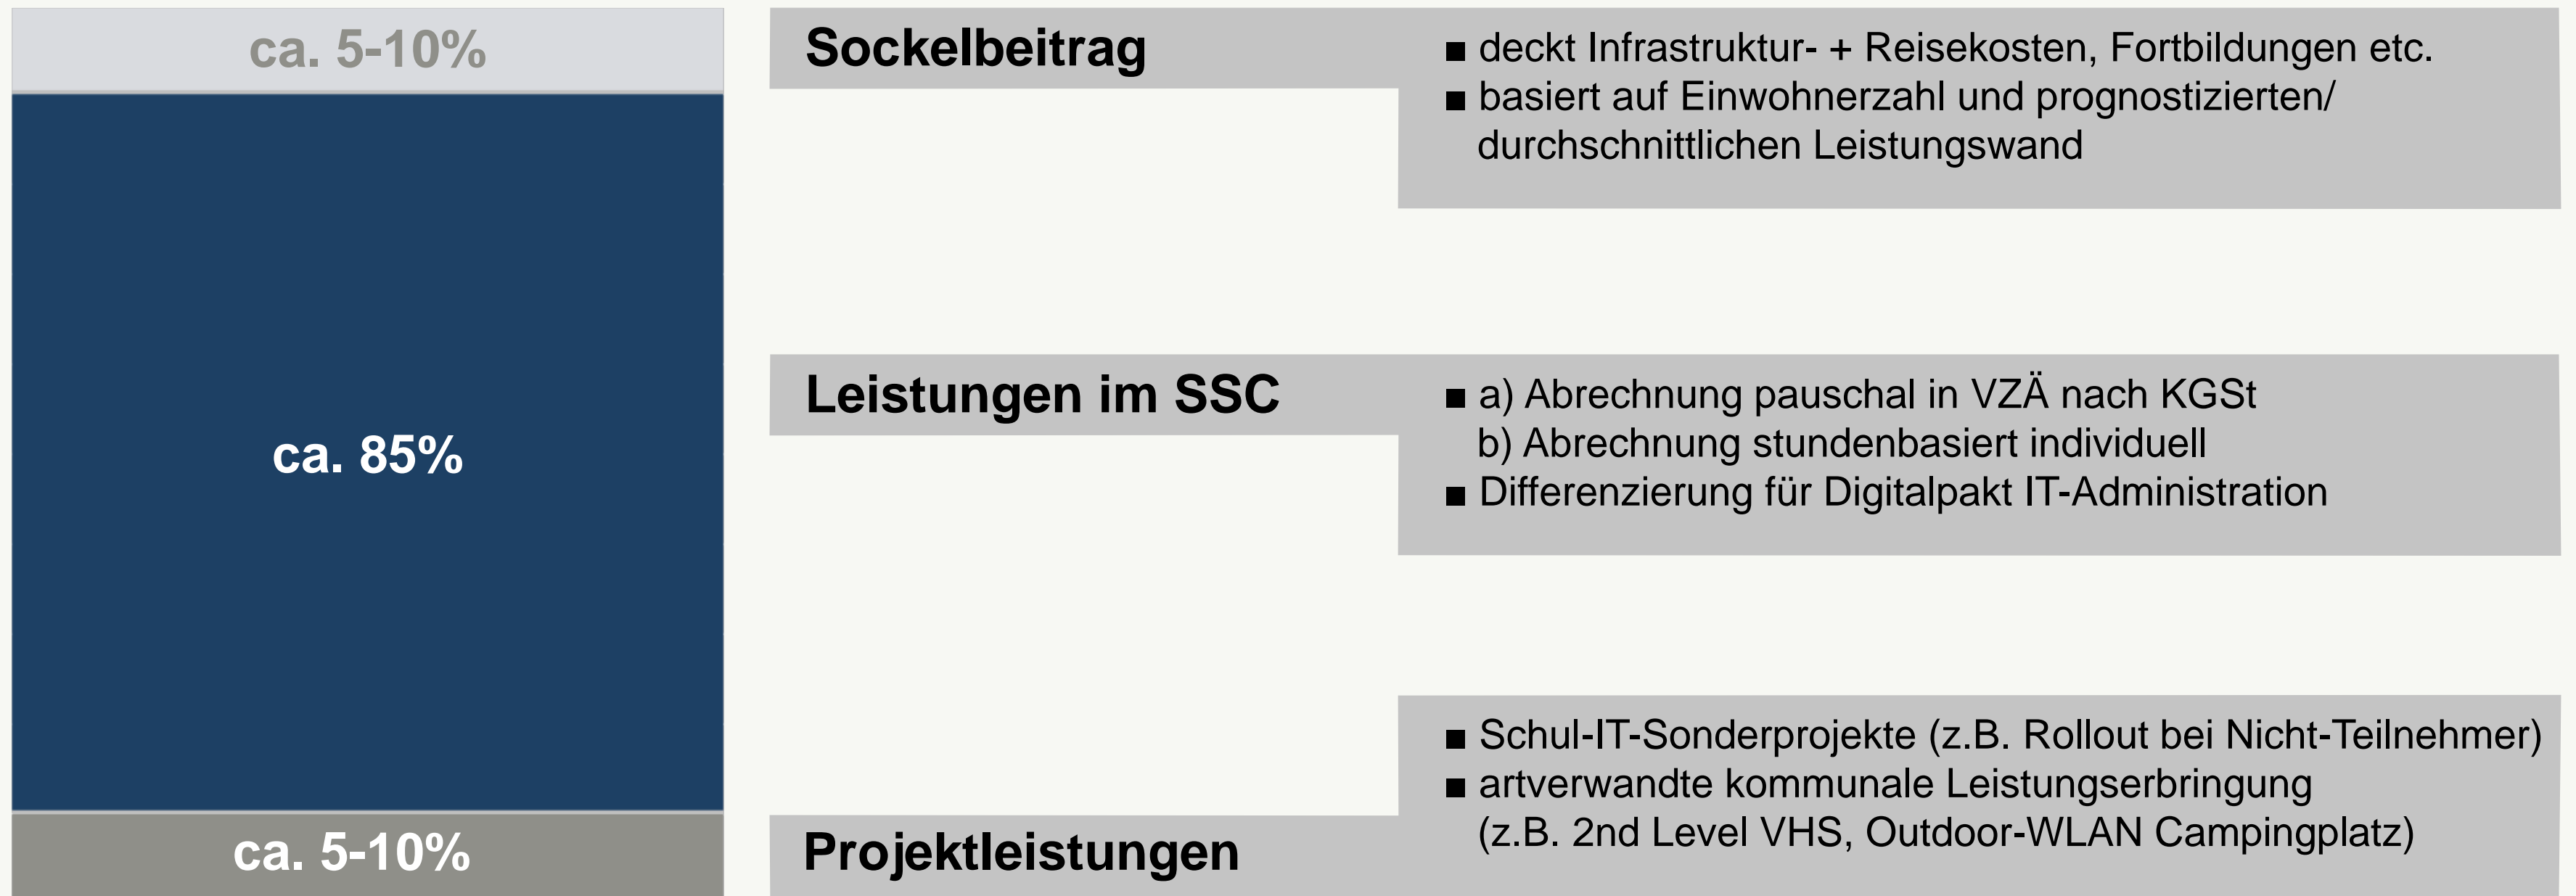 ca. 5-10%
Sockelbeitrag
■ deckt Infrastruktur- + Reisekosten, Fortbildungen etc.
■ basiert auf Einwohnerzahl und prognostizierten/
durchschnittlichen Leistungswand
ca. 85%
Leistungen im SSC
■ a) Abrechnung pauschal in VZÄ nach KGSt
b) Abrechnung stundenbasiert individuell
■ Differenzierung für Digitalpakt IT-Administration
ca. 5-10%
Projektleistungen
■ Schul-IT-Sonderprojekte (z.B. Rollout bei Nicht-Teilnehmer)
■ artverwandte kommunale Leistungserbringung
(z.B. 2nd Level VHS, Outdoor-WLAN Campingplatz)